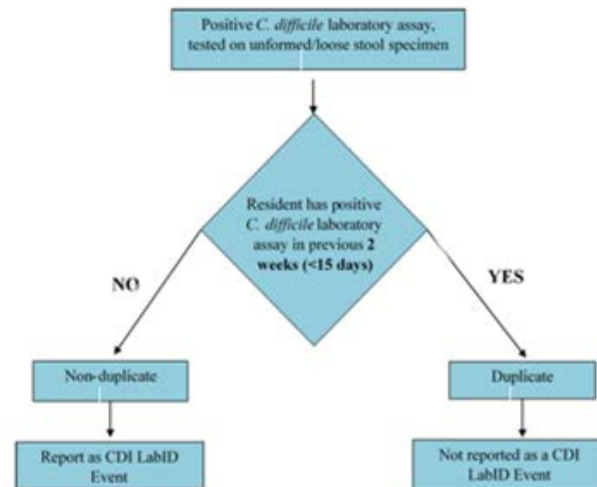 Positive C. difficile laboratory assay,
tested on unformed/loose stool specimen
Resident has positive
C. difficile laboratory
assay in previous 2
weeks (<15 days)
NO
YES
Non-duplicate
Duplicate
Report as CDI LabID
Event
Not reported as a CDI
LabID Event